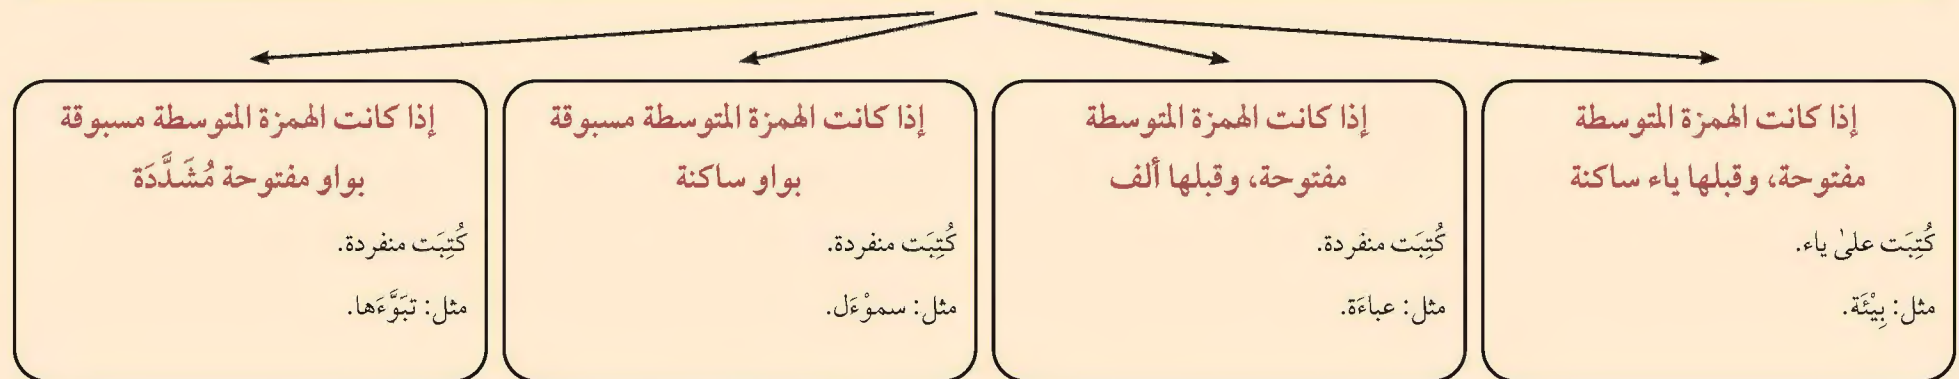 إذا كانت الهمزة المتوسطة
مفتوحة، وقبلها ياء ساكنة
كُتِبَت علىٰ ياء.
مثل: بِيْئَة.
إذا كانت الهمزة المتوسطة
مفتوحة، وقبلها ألف
كُتِبَت منفردة.
مثل: عباءَة.
إذا كانت الهمزة المتوسطة مسبوقة
بواو ساكنة
كُتِبَت منفردة.
مثل: سموْءَل.
إذا كانت الهمزة المتوسطة مسبوقة
بواو مفتوحة مُشَدَّدَة
كُتِبَت منفردة.
مثل: تبَوَّءَها.